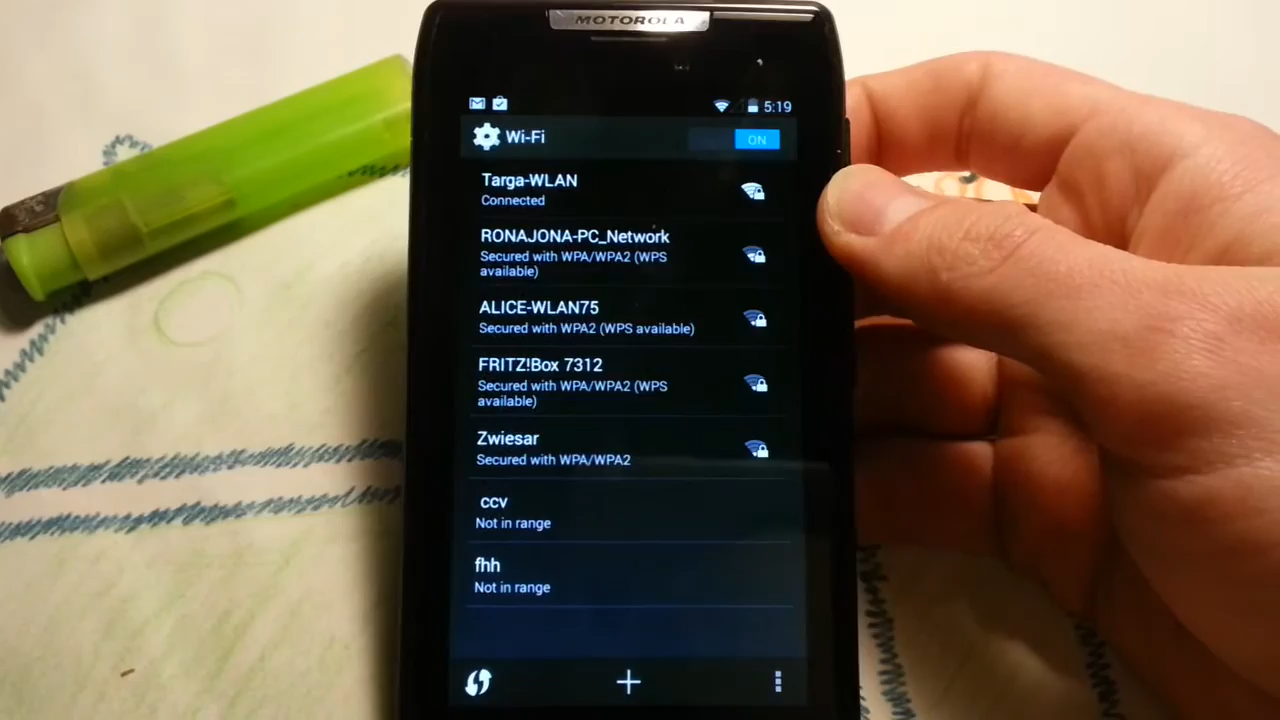 MOTOROLA
5:19
Wi-Fi
ON
Targa-WLAN
Connected
RONAJONA-PC_Network
Secured with WPA/WPA2 (WPS
available)
ALICE-WLAN75
Secured with WPA2 (WPS available)
FRITZ!Box 7312
Secured with WPA/WPA2 (WPS
available)
Zwiesar
Secured with WPA/WPA2
ccv
Not in range
fhh
Not in range